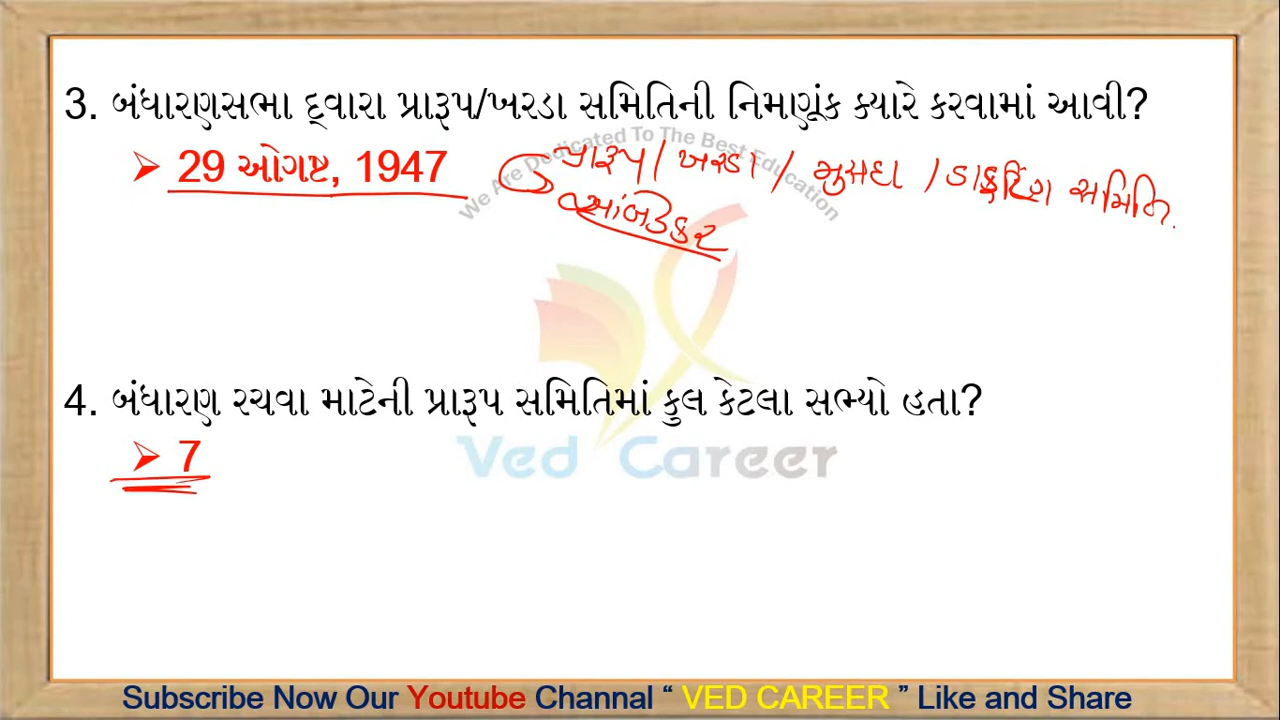 3. બંધારણસભા દ્વારા પ્રારૂપ/ખરડા સમિતિની નિમણૂંક ક્યારે કરવામાં આવી?
➢ 29 ઓગષ્ટ, 1947
પ્રારૂપ / ખરડા / મુસદા / ડ્રાફ્ટિંગ સમિતિ.
આંબેડકર
We Are Dedicated To The Best Education
4. બંધારણ રચવા માટેની પ્રારૂપ સમિતિમાં કુલ કેટલા સભ્યો હતા?
➢ 7
Ved Career
Subscribe Now Our Youtube Channal “ VED CAREER ” Like and Share